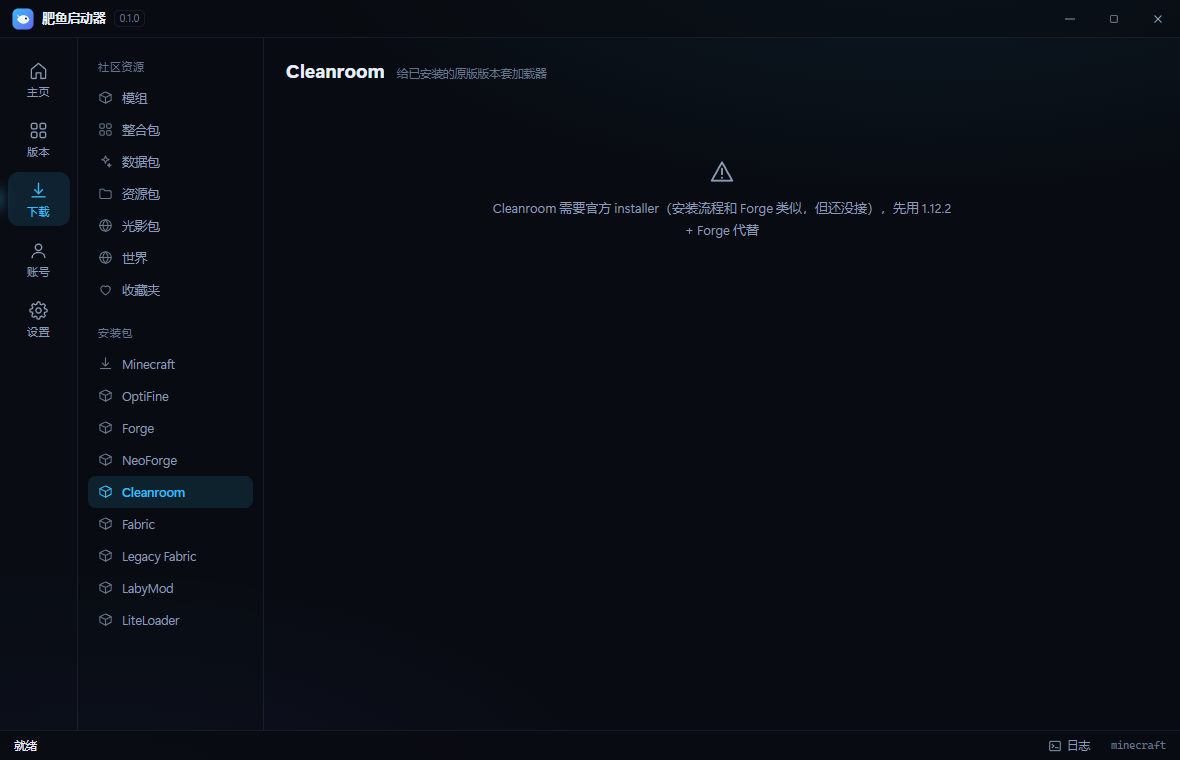 肥鱼启动器 0.1.0
主页
版本
下载
账号
设置
社区资源
模组
整合包
数据包
资源包
光影包
世界
收藏夹
安装包
Minecraft
OptiFine
Forge
NeoForge
Cleanroom
Fabric
Legacy Fabric
LabyMod
LiteLoader
Cleanroom 给已安装的原版版本套加载器
Cleanroom 需要官方 installer（安装流程和 Forge 类似，但还没接），先用 1.12.2
+ Forge 代替
就绪
日志 minecraft